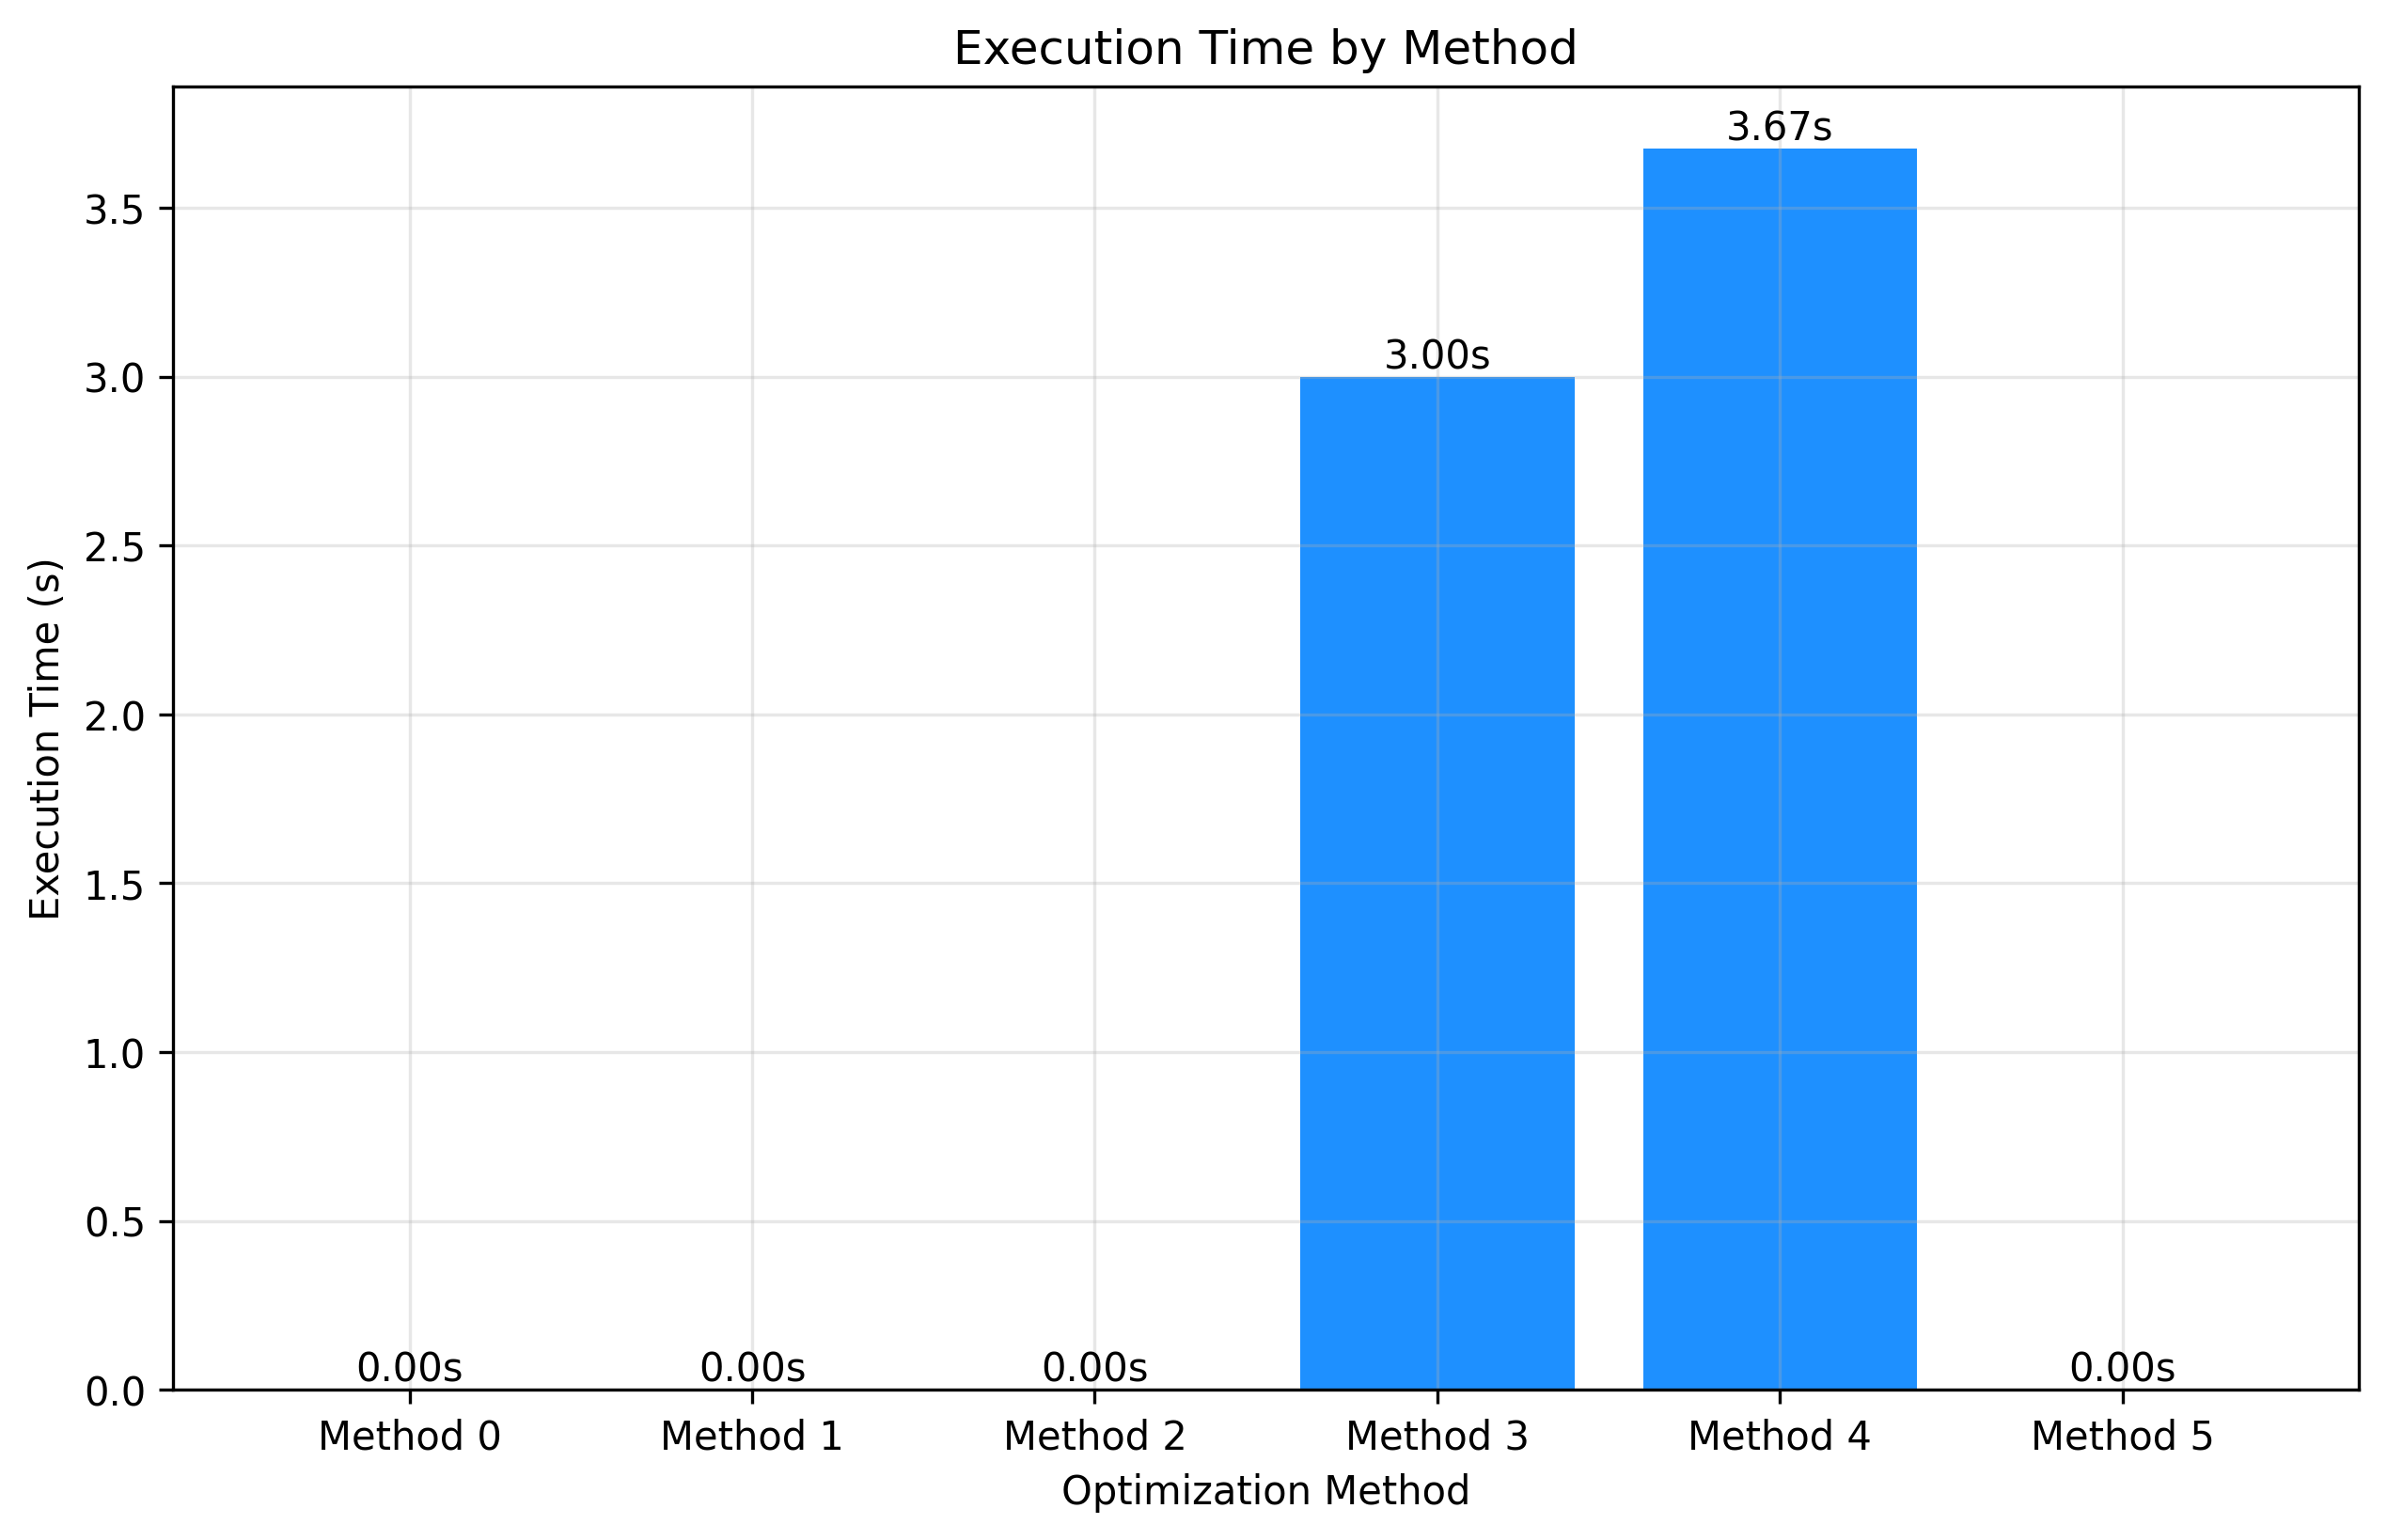 Execution Time by Method
3.67s
3.5
3.00s
3.0
2.5
Execution Time (s)
2.0
1.5
1.0
0.5
0.00s 0.00s 0.00s 0.00s
0.0
Method 0 Method 1 Method 2 Method 3 Method 4 Method 5
Optimization Method